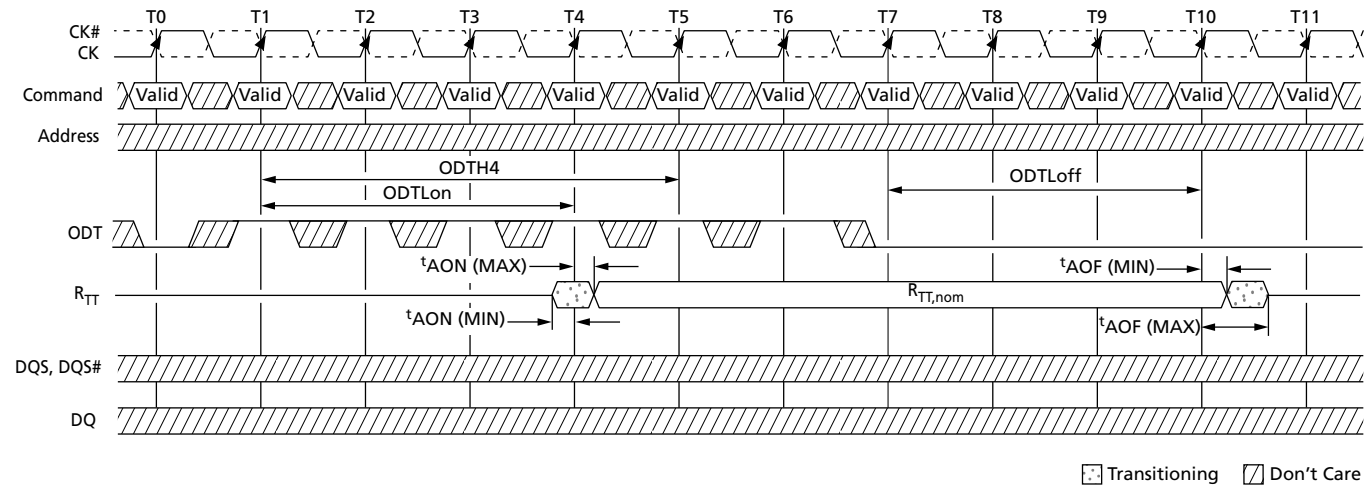 T0 T1 T2 T3 T4 T5 T6 T7 T8 T9 T10 T11
CK#
CK
Command Valid Valid Valid Valid Valid Valid Valid Valid Valid Valid Valid Valid
Address
ODTH4
ODTLoff
ODTLon
ODT
tAON (MAX) tAOF (MIN)
RTT RTT,nom
tAON (MIN) tAOF (MAX)
DQS, DQS#
DQ
Transitioning Don't Care